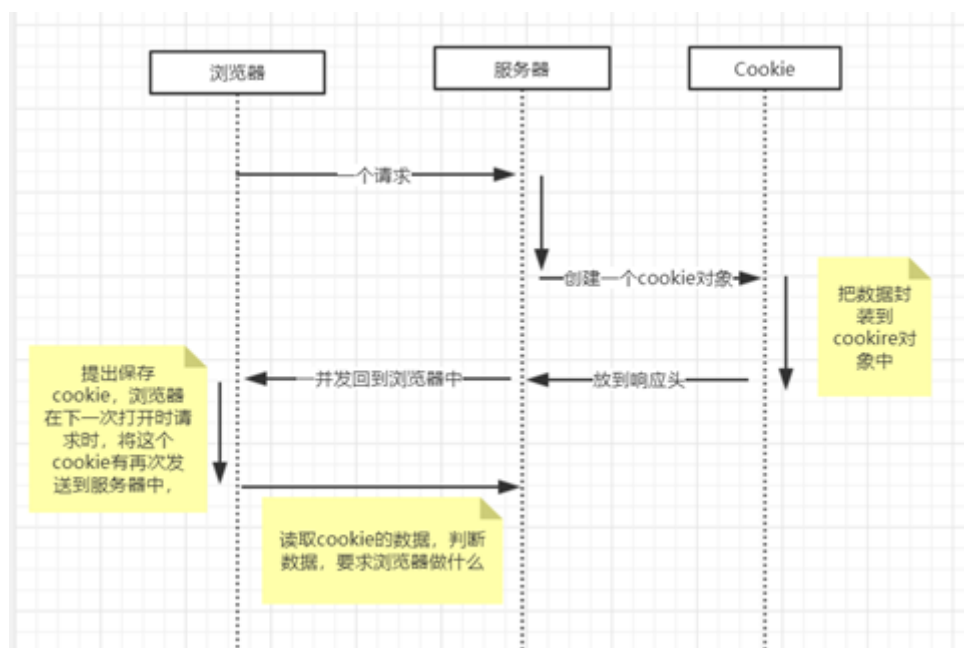 浏览器
服务器
Cookie
一个请求
创建一个cookie对象
把数据封
装到
cookire对
象中
提出保存
cookie，浏览器
在下一次打开时请
求时，将这个
cookie有再次发
送到服务器中，
并发回到浏览器中
放到响应头
读取cookie的数据，判断
数据，要求浏览器做什么